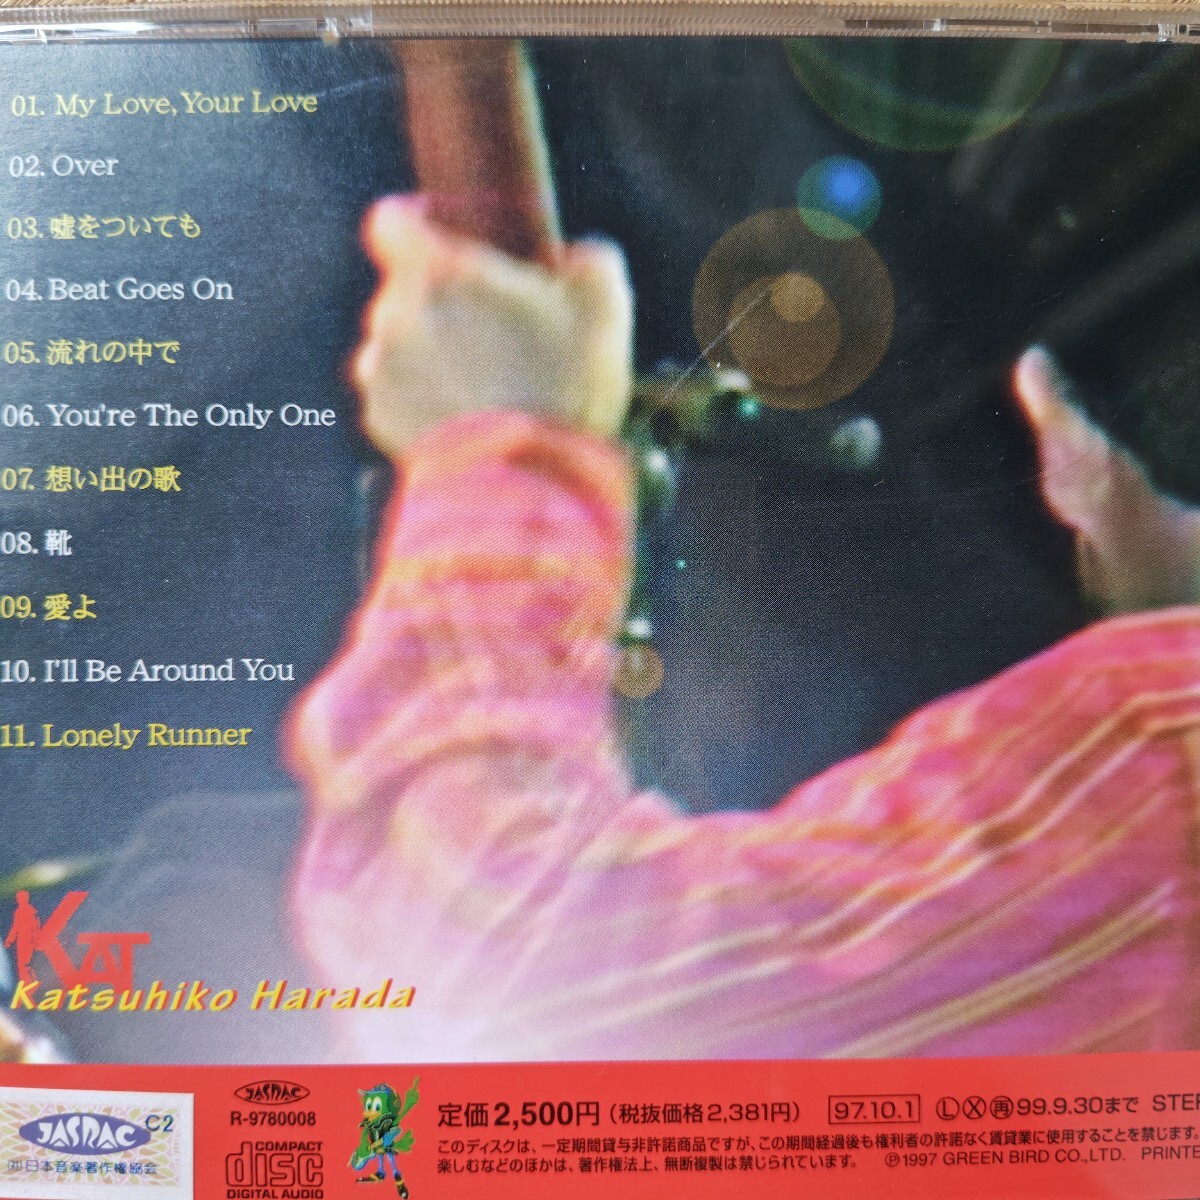 01. My Love, Your Love
02. Over
03. 嘘をついても
04. Beat Goes On
05. 流れの中で
06. You're The Only One
07. 想い出の歌
08. 靴
09. 愛よ
10. I'll Be Around You
11. Lonely Runner
KAT
Katsuhiko Harada
JASRAC C2
㈳日本音楽著作権協会
JASRAC
R-9780008
COMPACT
disc
DIGITAL AUDIO
定価2,500円 (税抜価格2,381円) 97.10.1 Ⓛ Ⓧ ㊮99.9.30まで
このディスクは、一定期間貸与非許諾商品ですが、この期間経過後も権利者の許諾なく賃貸業に使用することを禁じます。
楽しむなどのほかは、著作権法上、無断複製は禁じられています。 ℗1997 GREEN BIRD CO.,LTD.